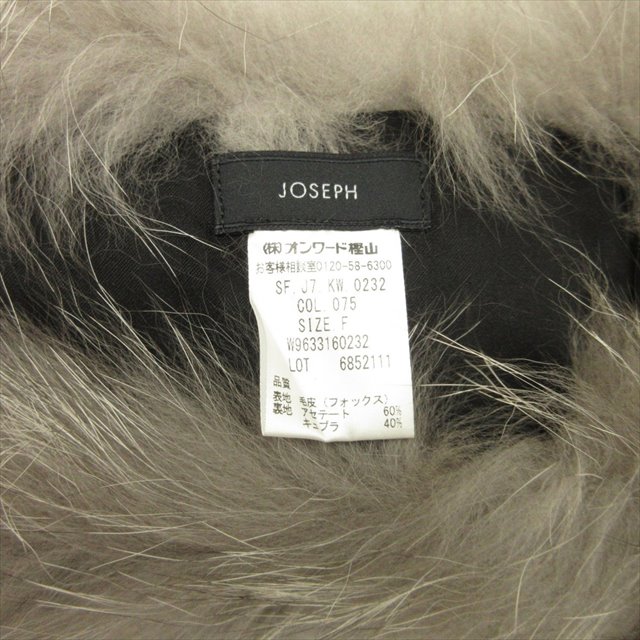 JOSEPH
(株)オンワード樫山
お客様相談室0120-58-6300
SF J7 KW 0232
COL 075
SIZE F
W9633160232
LOT 6852111
品質
表地 毛皮(フォックス)
裏地 アセテート 60%
キュプラ 40%